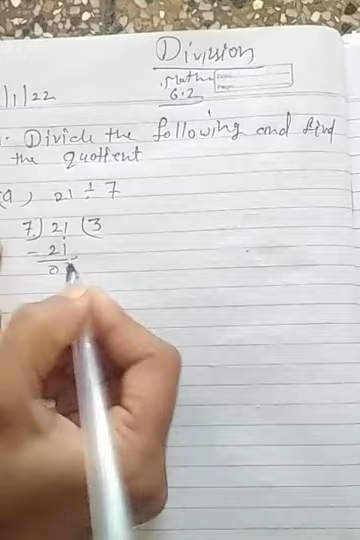 Division
Maths
6.2
/1/22
Divide the following and find
the quotient
(a) 21 ÷ 7
7) 21 (3
- 21
0